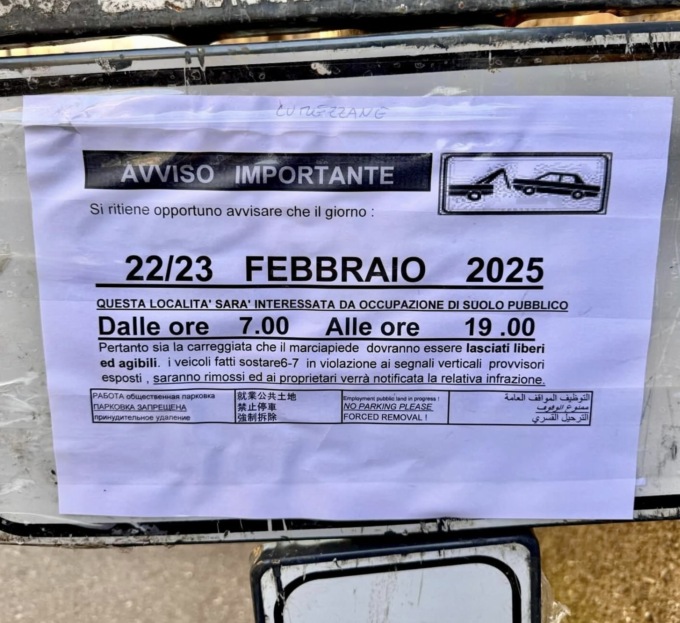 LUMEZZANE
AVVISO IMPORTANTE
Si ritiene opportuno avvisare che il giorno :
22/23 FEBBRAIO 2025
QUESTA LOCALITA' SARA' INTERESSATA DA OCCUPAZIONE DI SUOLO PUBBLICO
Dalle ore 7.00 Alle ore 19 .00
Pertanto sia la carreggiata che il marciapiede dovranno essere lasciati liberi
ed agibili. i veicoli fatti sostare6-7 in violazione ai segnali verticali provvisori
esposti , saranno rimossi ed ai proprietari verrà notificata la relativa infrazione.
РАБОТА общественная парковка
ПАРКОВКА ЗАПРЕЩЕНА
принудительное удаление
就業公共土地
禁止停車
強制拆除
Employment public land in progress !
NO PARKING PLEASE
FORCED REMOVAL !
التوظيف المواقف العامة
ممنوع الوقوف
الترحيل القسري